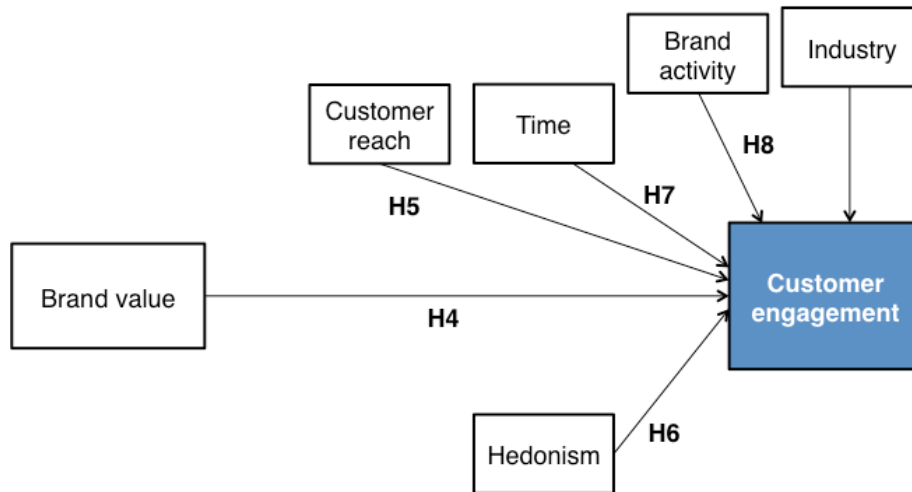 Brand
activity
Industry
Customer
reach
Time
H8
H7
H5
Brand value
Customer
engagement
H4
H6
Hedonism